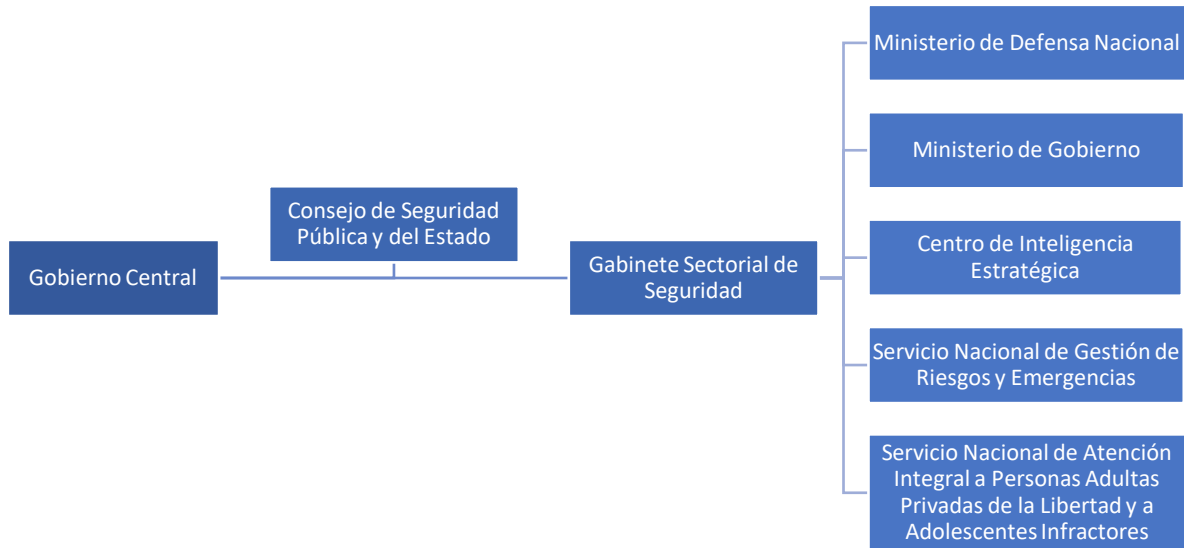 Gobierno Central
Consejo de Seguridad
Pública y del Estado
Gabinete Sectorial de
Seguridad
Ministerio de Defensa Nacional
Ministerio de Gobierno
Centro de Inteligencia
Estratégica
Servicio Nacional de Gestión de
Riesgos y Emergencias
Servicio Nacional de Atención
Integral a Personas Adultas
Privadas de la Libertad y a
Adolescentes Infractores